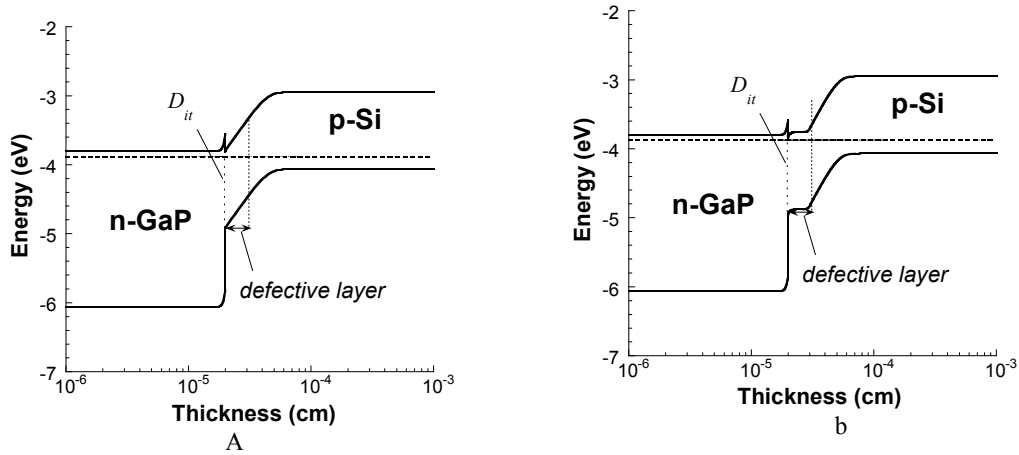 -2
-3
-4
-5
-6
-7
Energy (eV)
D_it
p-Si
n-GaP
defective layer
10^-6
10^-5
10^-4
10^-3
Thickness (cm)
A
-2
-3
-4
-5
-6
-7
Energy (eV)
D_it
p-Si
n-GaP
defective layer
10^-6
10^-5
10^-4
10^-3
Thickness (cm)
b